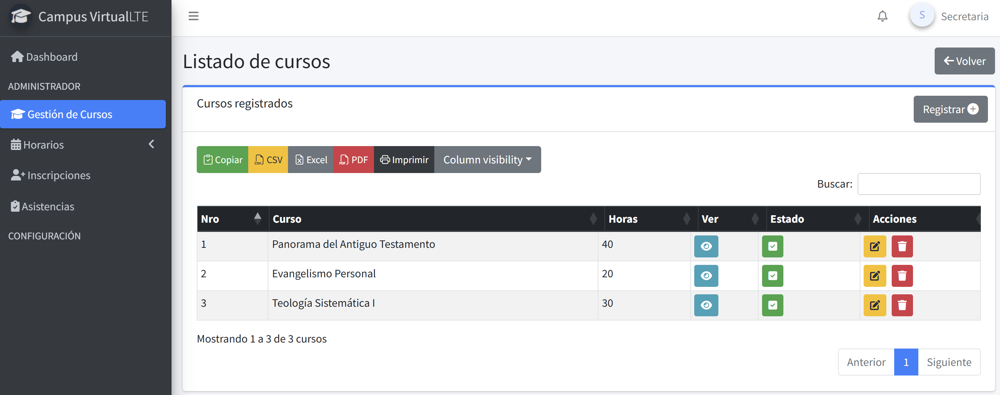 Campus VirtualLTE
S Secretaria
Dashboard
ADMINISTRADOR
Gestión de Cursos
Horarios
Inscripciones
Asistencias
CONFIGURACIÓN
Listado de cursos
Volver
Cursos registrados
Registrar
Copiar CSV CSV Excel PDF PDF Imprimir Column visibility
Buscar:
Nro Curso Horas Ver Estado Acciones
1 Panorama del Antiguo Testamento 40
2 Evangelismo Personal 20
3 Teología Sistemática I 30
Mostrando 1 a 3 de 3 cursos
Anterior 1 Siguiente